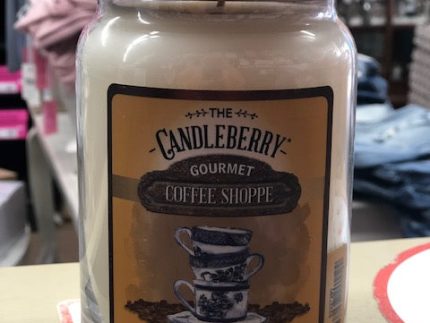 THE
CANDLEBERRY®
GOURMET
COFFEE SHOPPE